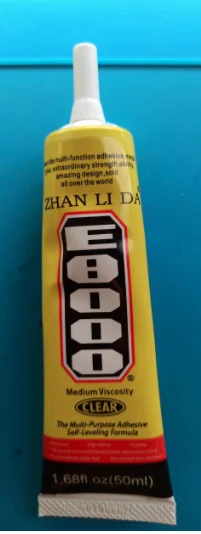 multi-function adhesive,
extraordinary strength ability,
amazing design,sold
all over the world
ZHAN LI DA
E8000
®
Medium Viscosity
CLEAR
The Multi-Purpose Adhesive
Self-Leveling Formula
1.68fl.oz(50ml)